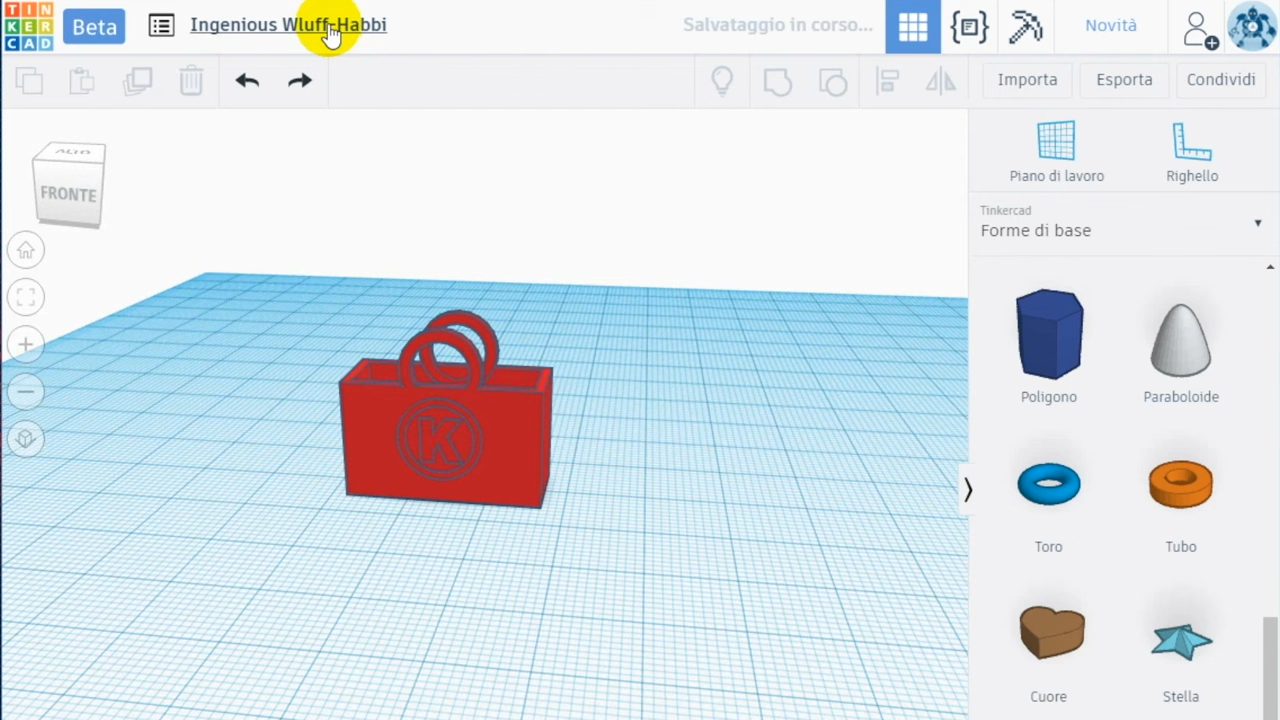 TIN
KER
CAD
Beta
Ingenious Wluff-Habbi
Salvataggio in corso...
Novità
Importa
Esporta
Condividi
ALTO
FRONTE
Piano di lavoro
Righello
Tinkercad
Forme di base
K
Poligono
Paraboloide
Toro
Tubo
Cuore
Stella